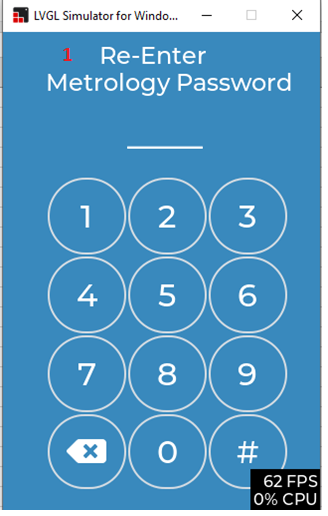 LVGL Simulator for Windo...
1 Re-Enter
Metrology Password
1 2 3
4 5 6
7 8 9
0 #
62 FPS
0% CPU